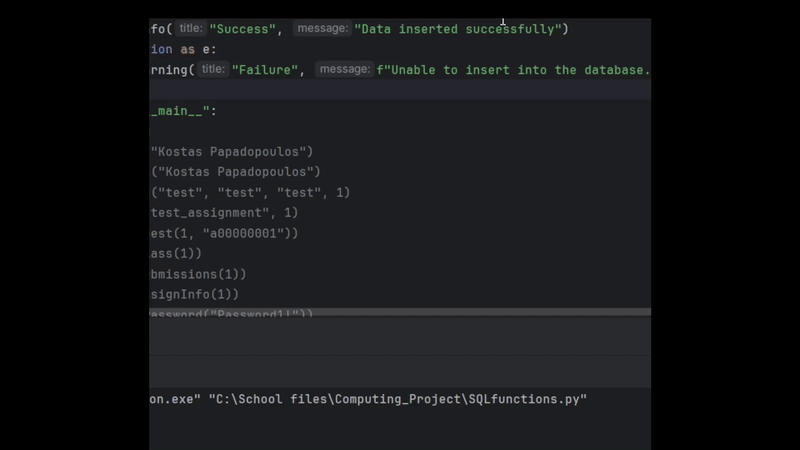 fo( title: "Success", message: "Data inserted successfully")
ion as e:
rning( title: "Failure", message: f"Unable to insert into the database.
_main__":
"Kostas Papadopoulos")
("Kostas Papadopoulos")
("test", "test", "test", 1)
test_assignment", 1)
est(1, "a00000001"))
ass(1))
bmissions(1))
signInfo(1))
assword("Password1!"))
on.exe" "C:\School files\Computing_Project\SQLfunctions.py"